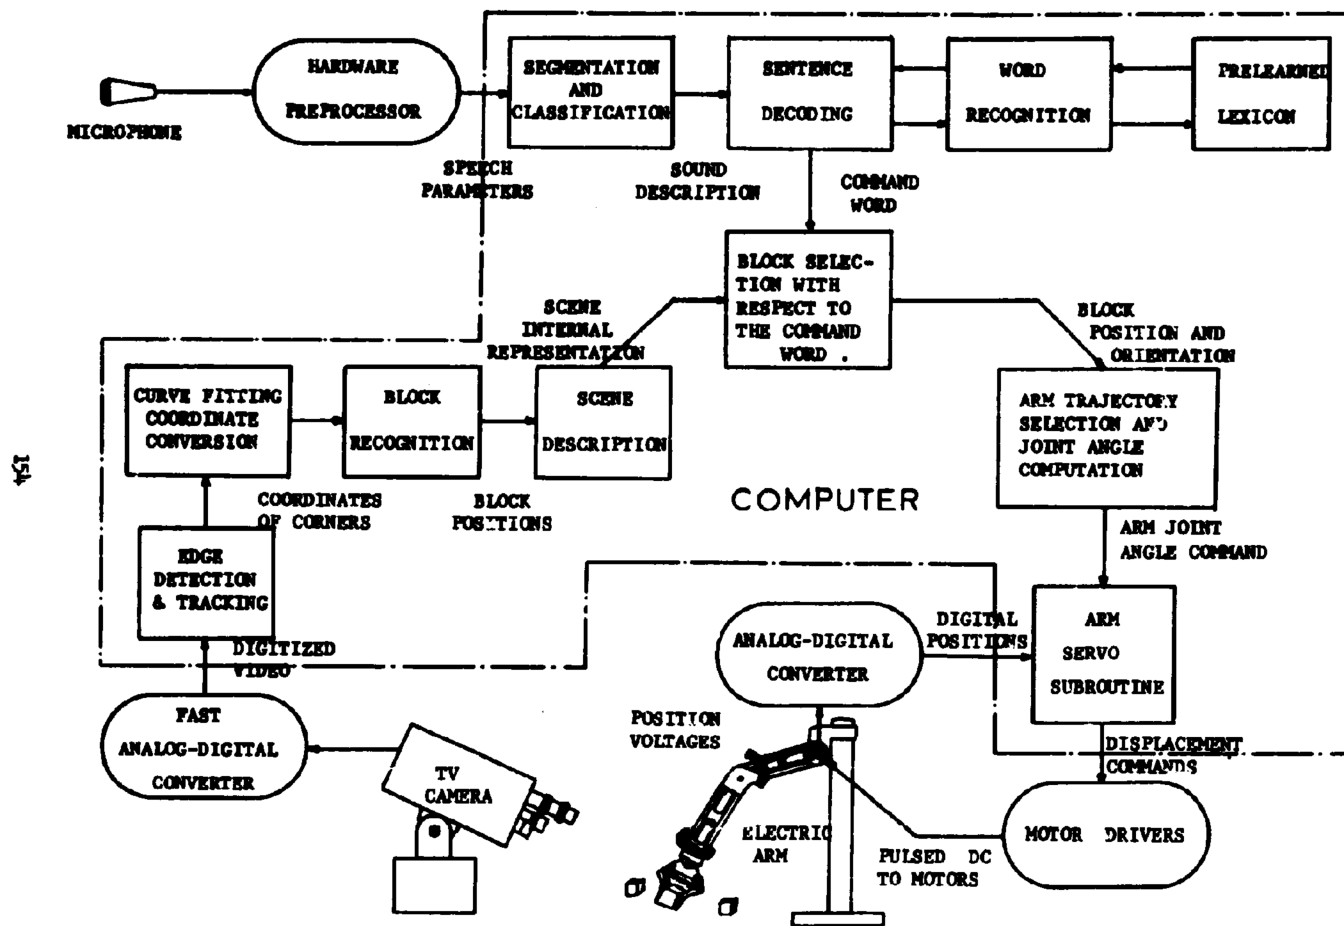 MICROPHONE
HARDWARE
PREPROCESSOR
SPEECH
PARAMETERS
SEGMENTATION
AND
CLASSIFICATION
SOUND
DESCRIPTION
SENTENCE
DECODING
WORD
RECOGNITION
PRELEARNED
LEXICON
COMMAND
WORD
BLOCK SELEC-
TION WITH
RESPECT TO
THE COMMAND
WORD .
SCENE
INTERNAL
REPRESENTATION
BLOCK
POSITION AND
ORIENTATION
CURVE FITTING
COORDINATE
CONVERSION
BLOCK
RECOGNITION
SCENE
DESCRIPTION
ARM TRAJECTORY
SELECTION AND
JOINT ANGLE
COMPUTATION
154
COORDINATES
OF CORNERS
BLOCK
POSITIONS
COMPUTER
ARM JOINT
ANGLE COMMAND
EDGE
DETECTION
& TRACKING
DIGITIZED
VIDEO
ANALOG-DIGITAL
CONVERTER
DIGITAL
POSITIONS
ARM
SERVO
SUBROUTINE
FAST
ANALOG-DIGITAL
CONVERTER
TV
CAMERA
POSITION
VOLTAGES
DISPLACEMENT
COMMANDS
ELECTRIC
ARM
PULSED DC
TO MOTORS
MOTOR DRIVERS